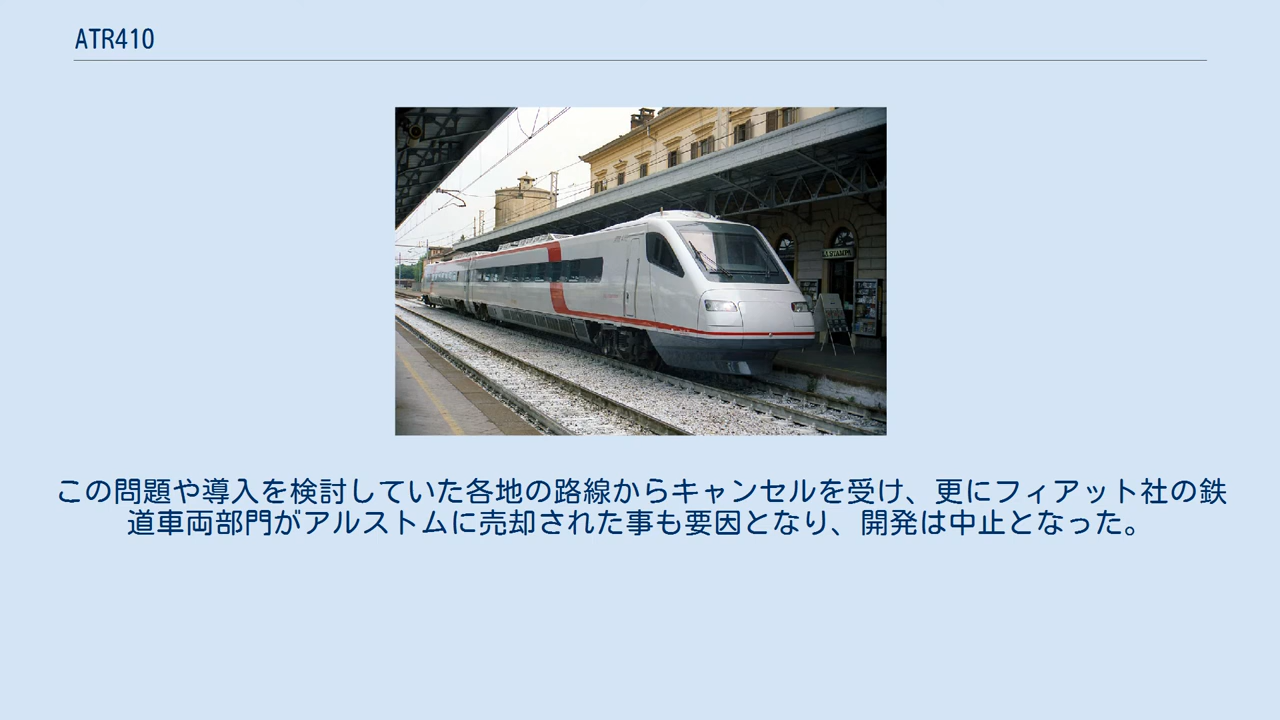 ATR410
この問題や導入を検討していた各地の路線からキャンセルを受け、更にフィアット社の鉄
道車両部門がアルストムに売却された事も要因となり、開発は中止となった。